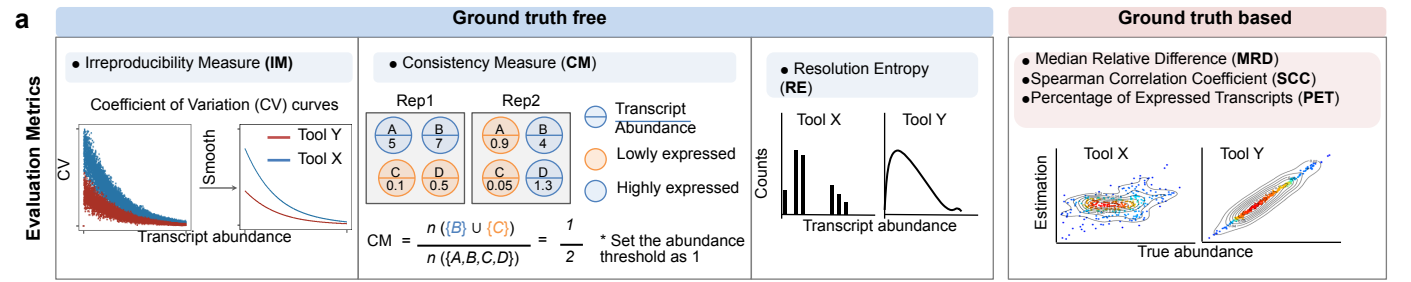 a
Ground truth free
Ground truth based
Evaluation Metrics
● Irreproducibility Measure (IM)
Coefficient of Variation (CV) curves
CV
Smooth
Tool Y
Tool X
Transcript abundance
● Consistency Measure (CM)
Rep1
Rep2
A
5
B
7
C
0.1
D
0.5
A
0.9
B
4
C
0.05
D
1.3
Transcript
Abundance
Lowly expressed
Highly expressed
CM = n ({B} ∪ {C}) / n ({A,B,C,D}) = 1 / 2
* Set the abundance
threshold as 1
● Resolution Entropy
(RE)
Tool X
Tool Y
Counts
Transcript abundance
● Median Relative Difference (MRD)
●Spearman Correlation Coefficient (SCC)
●Percentage of Expressed Transcripts (PET)
Tool X
Tool Y
Estimation
True abundance